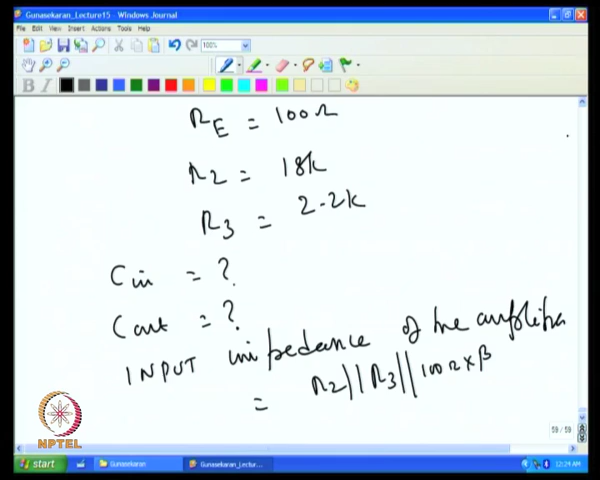 Gunasekaran_Lecture15 - Windows Journal
File Edit View Insert Actions Tools Help
100%
B I
RE = 100Ω
R2 = 18k
R3 = 2.2k
Cin = ?
Cout = ?
INPUT impedance of the amplifier
= R2||R3||100Ω×β
NPTEL
59 / 59
start Gunasekaran Gunasekaran_Lectur... 12:24 AM